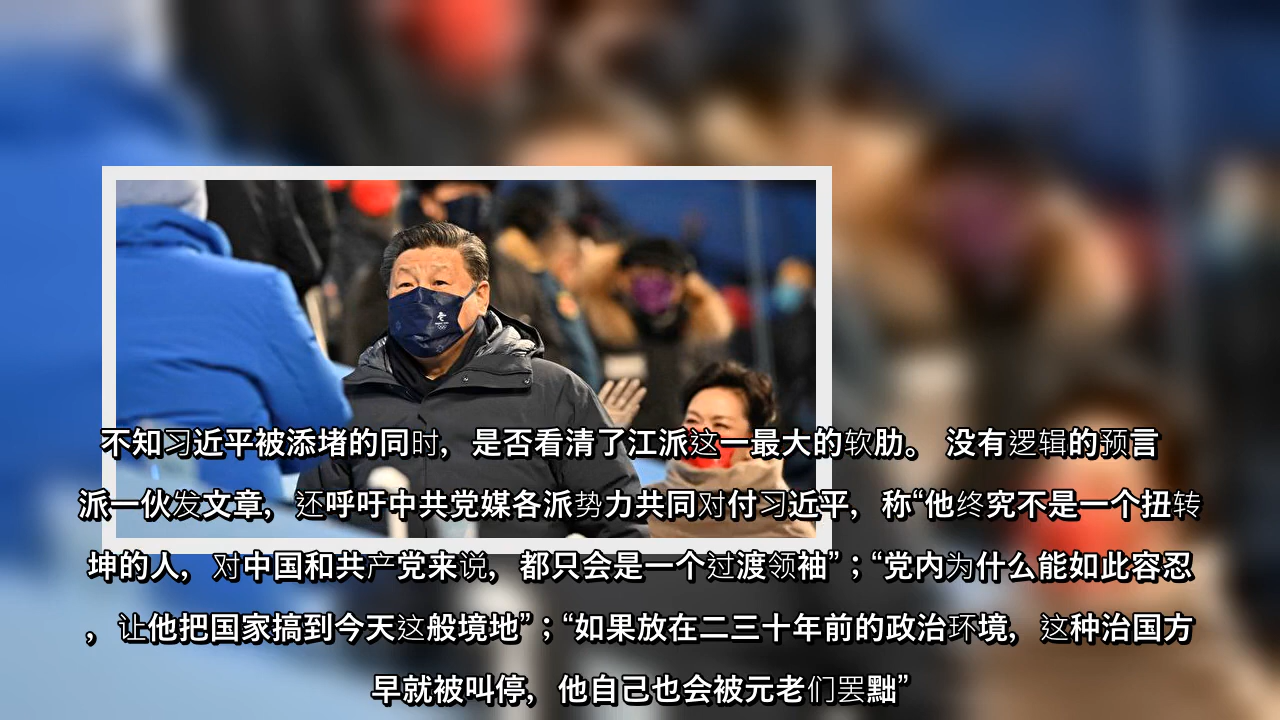 不知习近平被添堵的同时，是否看清了江派这一最大的软肋。 没有逻辑的预言
派一伙发文章，还呼吁中共党媒各派势力共同对付习近平，称“他终究不是一个扭转
坤的人，对中国和共产党来说，都只会是一个过渡领袖”；“党内为什么能如此容忍
，让他把国家搞到今天这般境地”；“如果放在二三十年前的政治环境，这种治国方
早就被叫停，他自己也会被元老们罢黜”